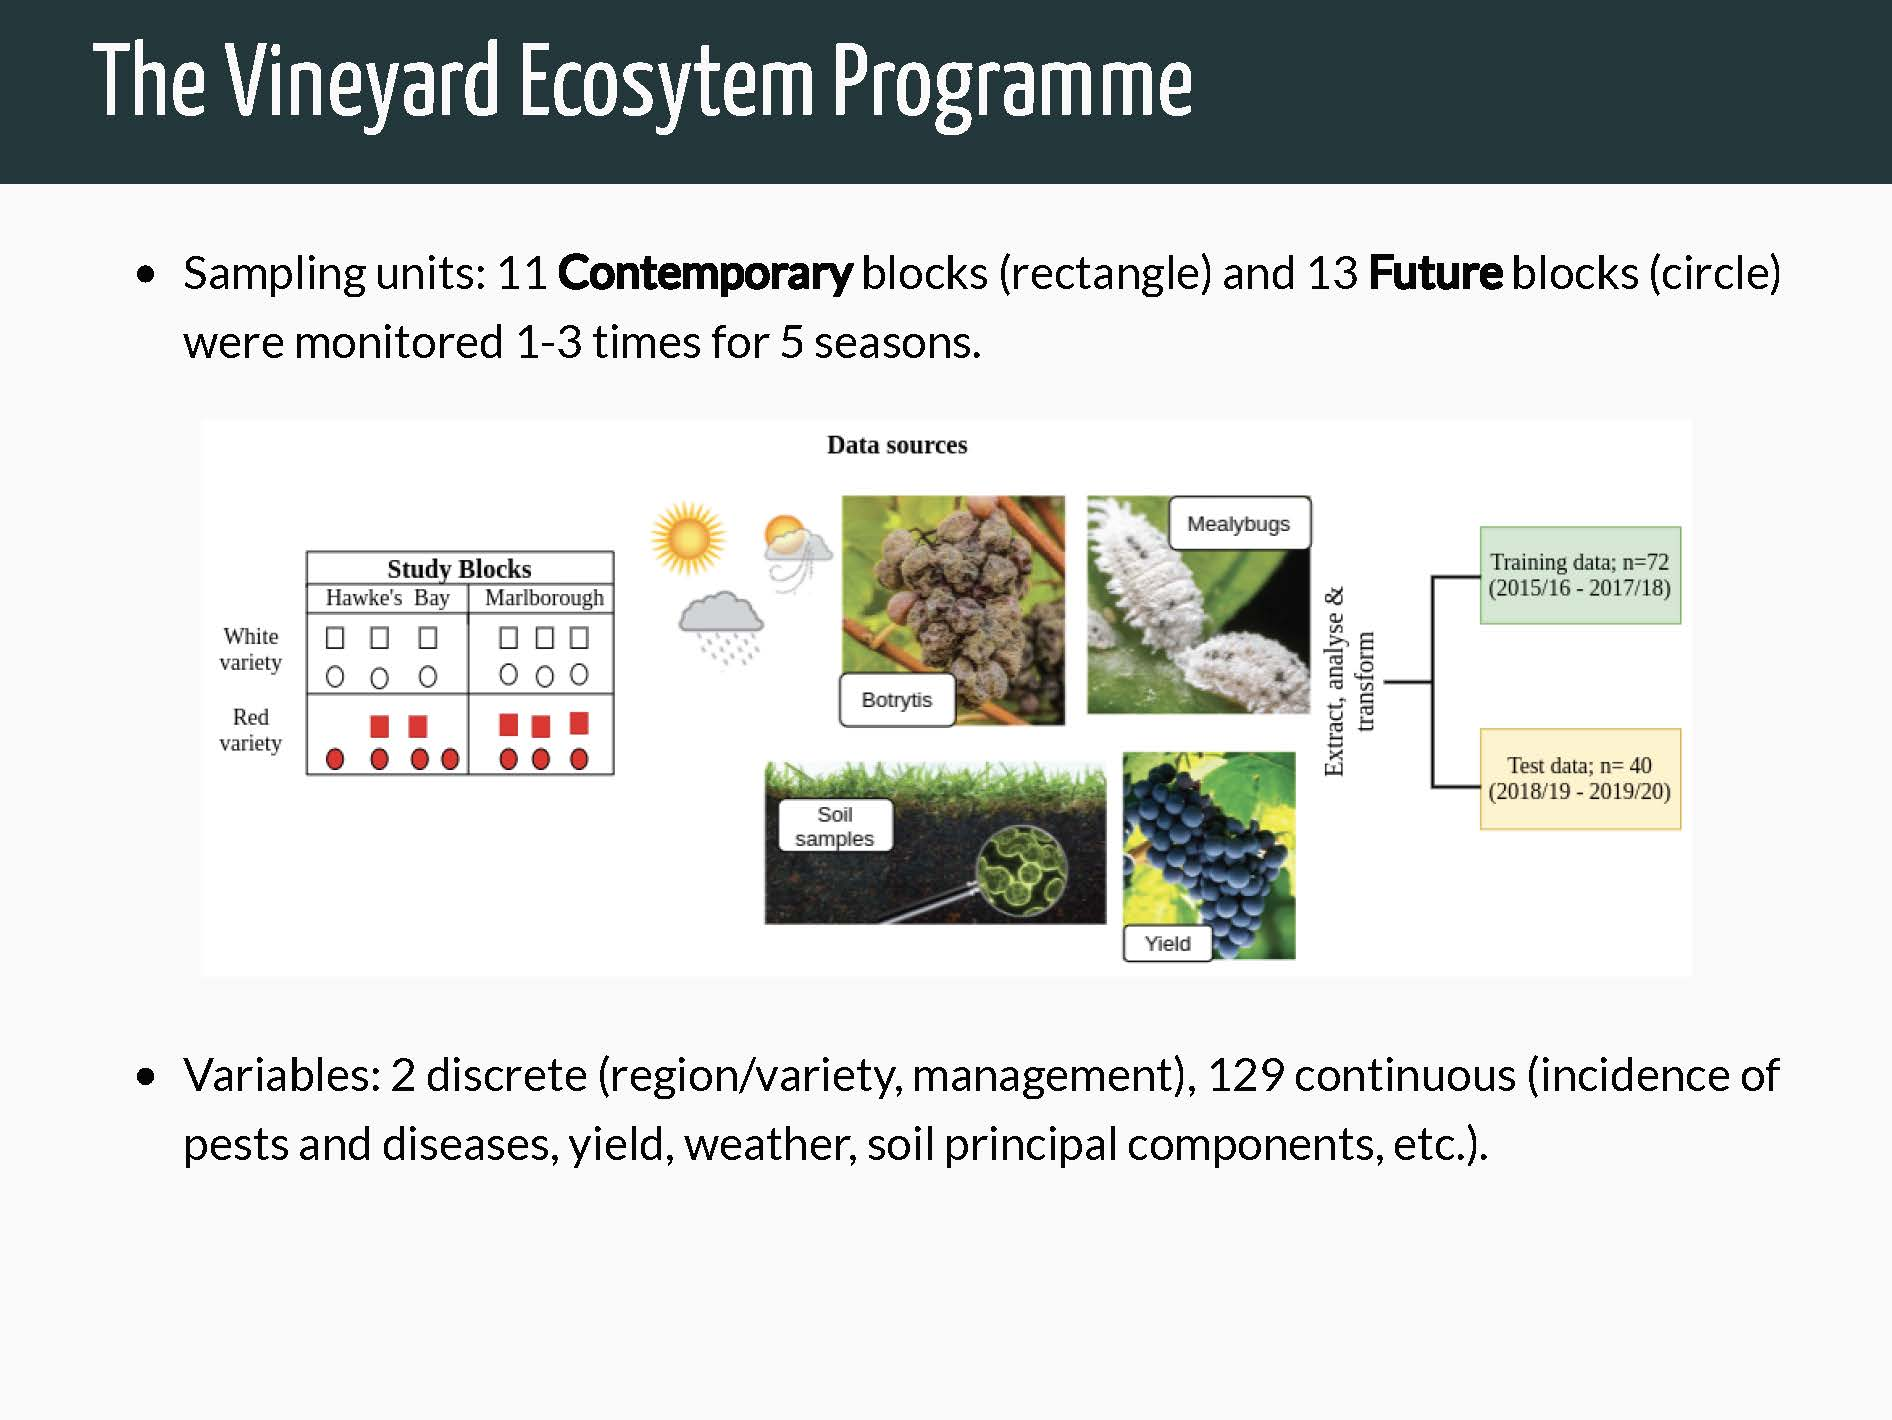 The Vineyard Ecosytem Programme
• Sampling units: 11 Contemporary blocks (rectangle) and 13 Future blocks (circle)
were monitored 1-3 times for 5 seasons.
Data sources
Study Blocks
Hawke's Bay Marlborough
White
variety
Red
variety
Botrytis
Mealybugs
Soil
samples
Yield
Extract, analyse &
transform
Training data; n=72
(2015/16 - 2017/18)
Test data; n= 40
(2018/19 - 2019/20)
• Variables: 2 discrete (region/variety, management), 129 continuous (incidence of
pests and diseases, yield, weather, soil principal components, etc.).